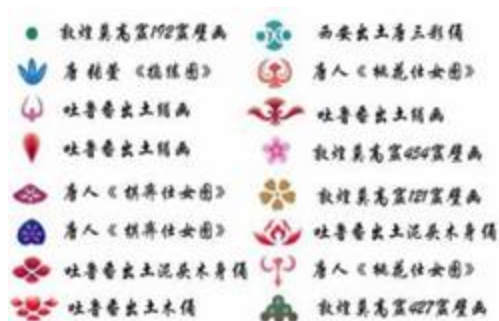 敦煌莫高窟192窟壁画
唐 张萱 《捣练图》
吐鲁番出土绢画
吐鲁番出土绢画
唐人《棋弈仕女图》
唐人《棋弈仕女图》
吐鲁番出土泥头木身俑
吐鲁番出土木俑
西安出土唐三彩俑
唐人《桃花仕女图》
吐鲁番出土绢画
敦煌莫高窟454窟壁画
敦煌莫高窟121窟壁画
吐鲁番出土泥头木身俑
唐人《桃花仕女图》
敦煌莫高窟427窟壁画